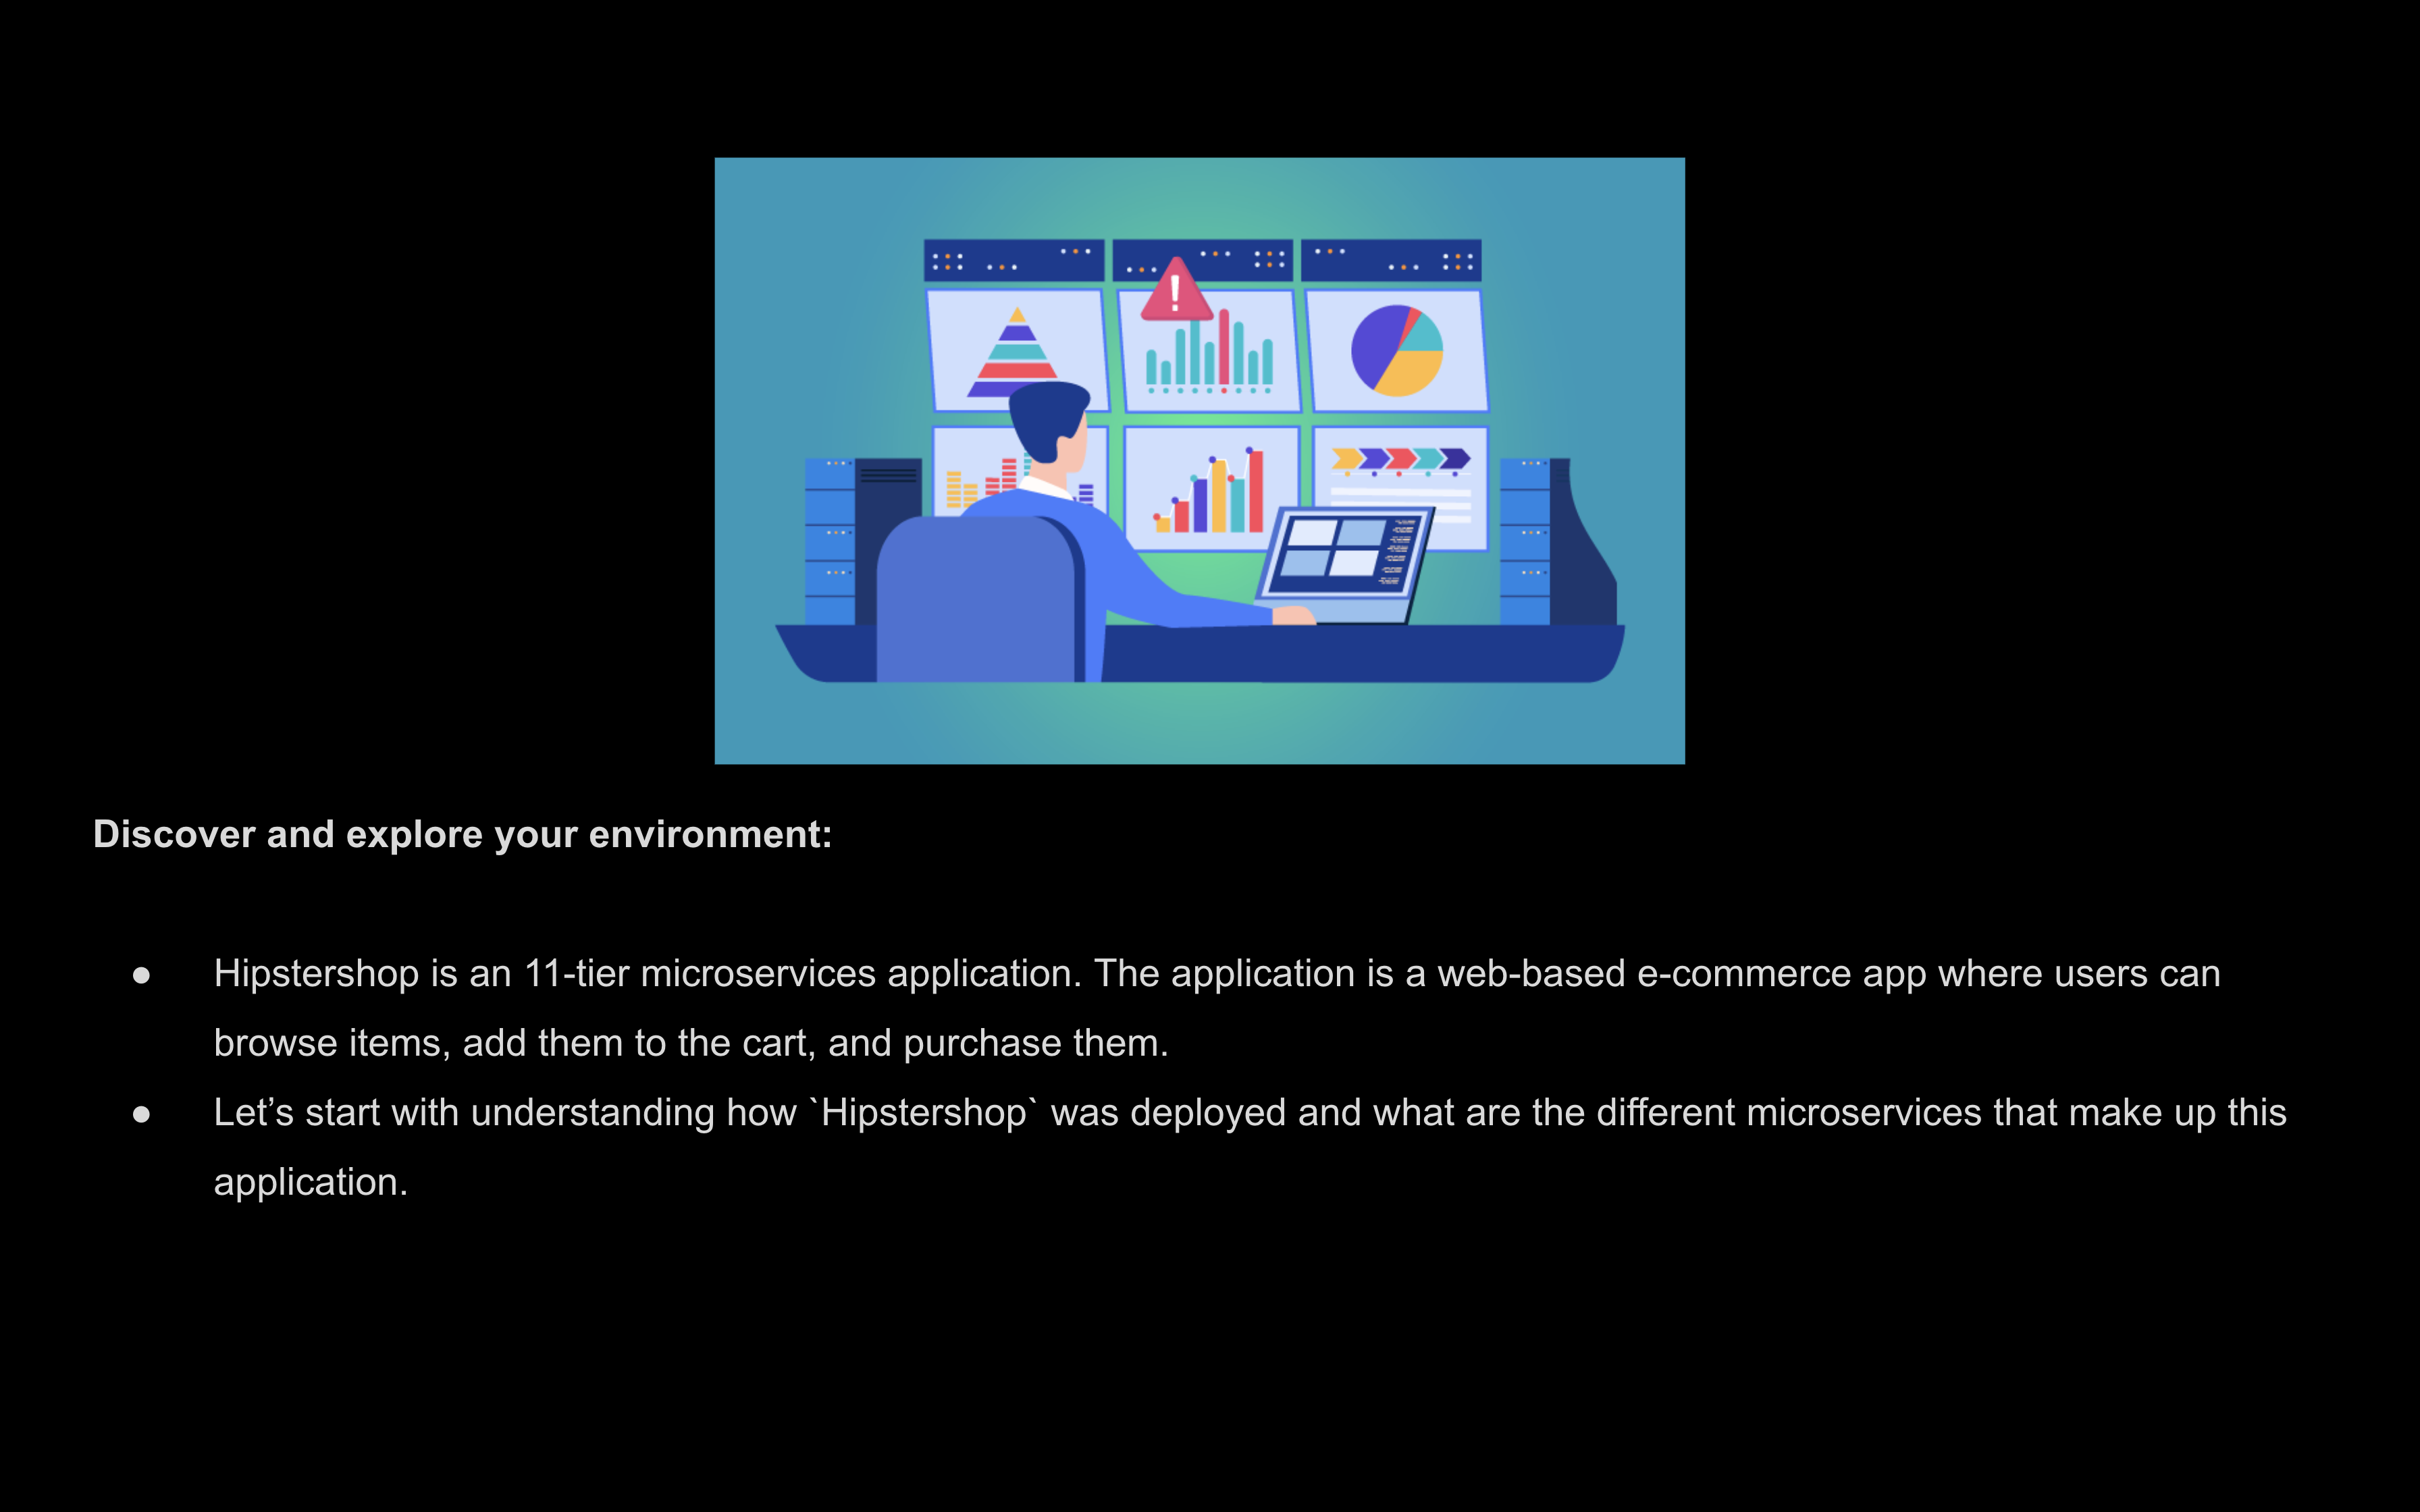 Discover and explore your environment:
● Hipstershop is an 11-tier microservices application. The application is a web-based e-commerce app where users can
browse items, add them to the cart, and purchase them.
● Let’s start with understanding how `Hipstershop` was deployed and what are the different microservices that make up this
application.